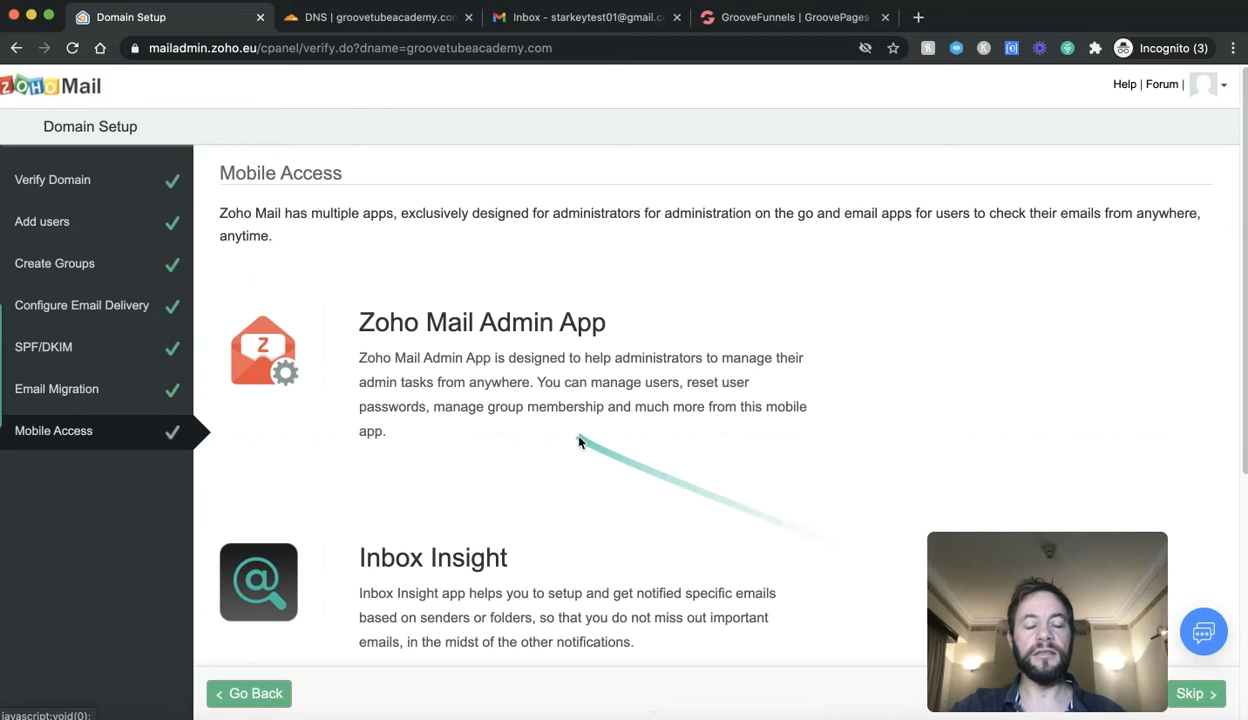 Domain Setup
DNS | groovetubeacademy.co
Inbox - starkeytest01@gmail.c
GrooveFunnels | GroovePages
mailadmin.zoho.eu/cpanel/verify.do?dname=groovetubeacademy.com
Incognito (3)
ZOHO Mail
Help | Forum |
Domain Setup
Verify Domain
Add users
Create Groups
Configure Email Delivery
SPF/DKIM
Email Migration
Mobile Access
Mobile Access
Zoho Mail has multiple apps, exclusively designed for administrators for administration on the go and email apps for users to check their emails from anywhere,
anytime.
Zoho Mail Admin App
Zoho Mail Admin App is designed to help administrators to manage their
admin tasks from anywhere. You can manage users, reset user
passwords, manage group membership and much more from this mobile
app.
Inbox Insight
Inbox Insight app helps you to setup and get notified specific emails
based on senders or folders, so that you do not miss out important
emails, in the midst of the other notifications.
< Go Back
Skip >
javascript:void(0);